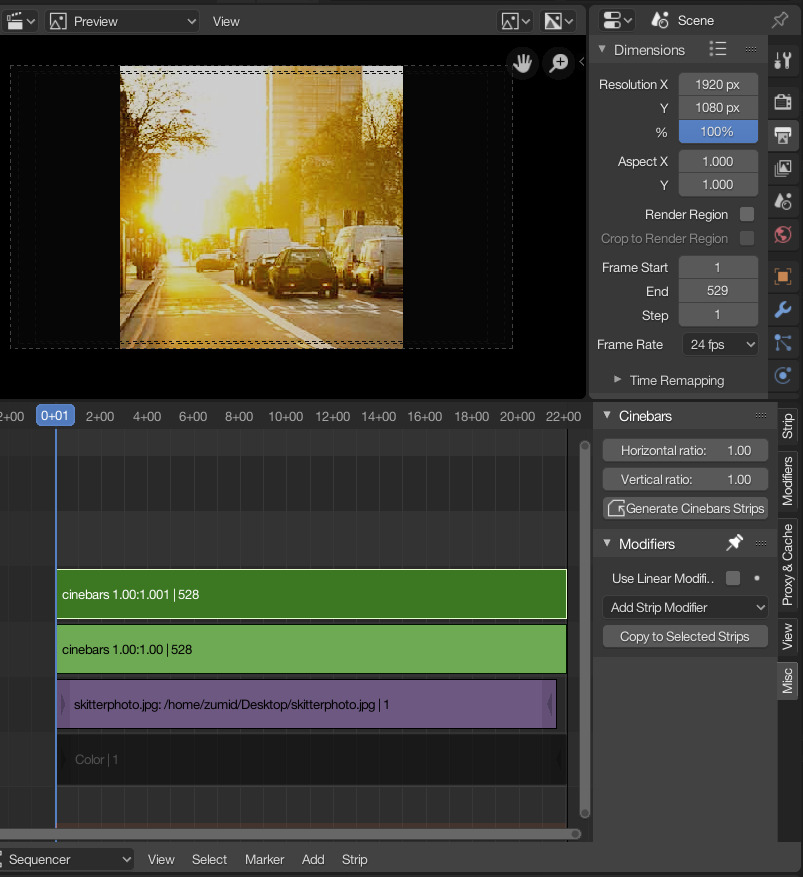 Preview View Scene
Dimensions
Resolution X 1920 px
Y 1080 px
% 100%
Aspect X 1.000
Y 1.000
Render Region
Crop to Render Region
Frame Start 1
End 529
Step 1
Frame Rate 24 fps
Time Remapping
2+00 0+01 2+00 4+00 6+00 8+00 10+00 12+00 14+00 16+00 18+00 20+00 22+00
Cinebars
Horizontal ratio: 1.00
Vertical ratio: 1.00
Generate Cinebars Strips
Modifiers
Use Linear Modifi..
Add Strip Modifier
Copy to Selected Strips
Strip
Modifiers
Proxy & Cache
View
Misc
cinebars 1.00:1.001 | 528
cinebars 1.00:1.00 | 528
skitterphoto.jpg: /home/zumid/Desktop/skitterphoto.jpg | 1
Color | 1
Sequencer View Select Marker Add Strip